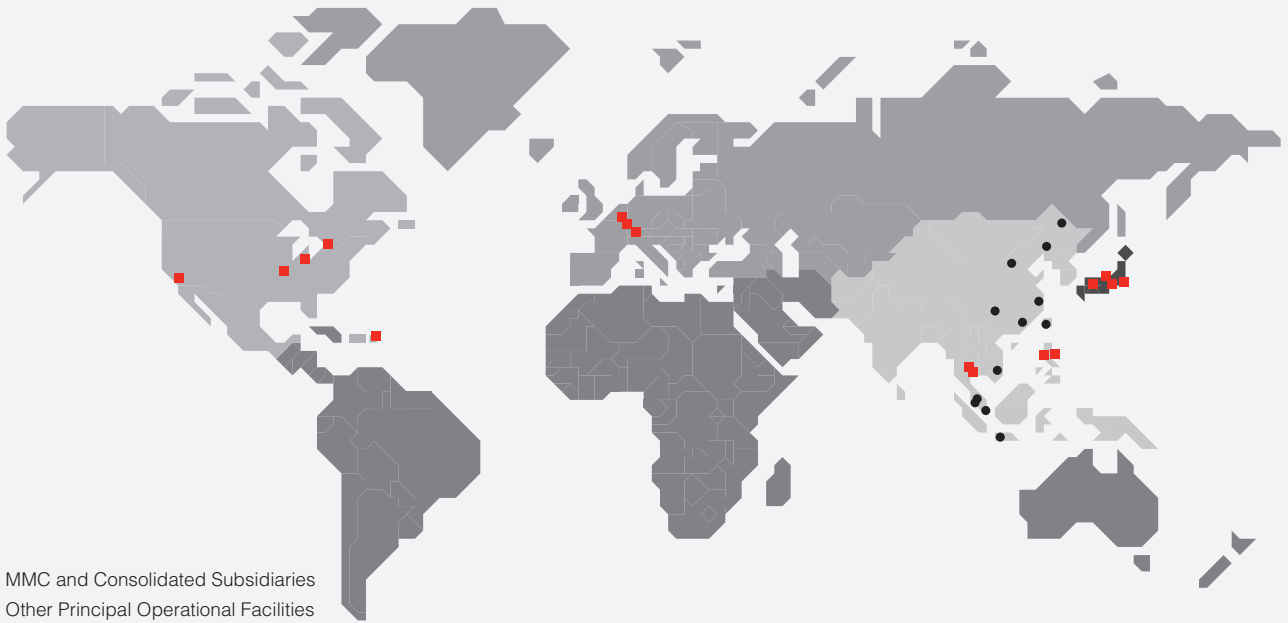 MMC and Consolidated Subsidiaries
Other Principal Operational Facilities